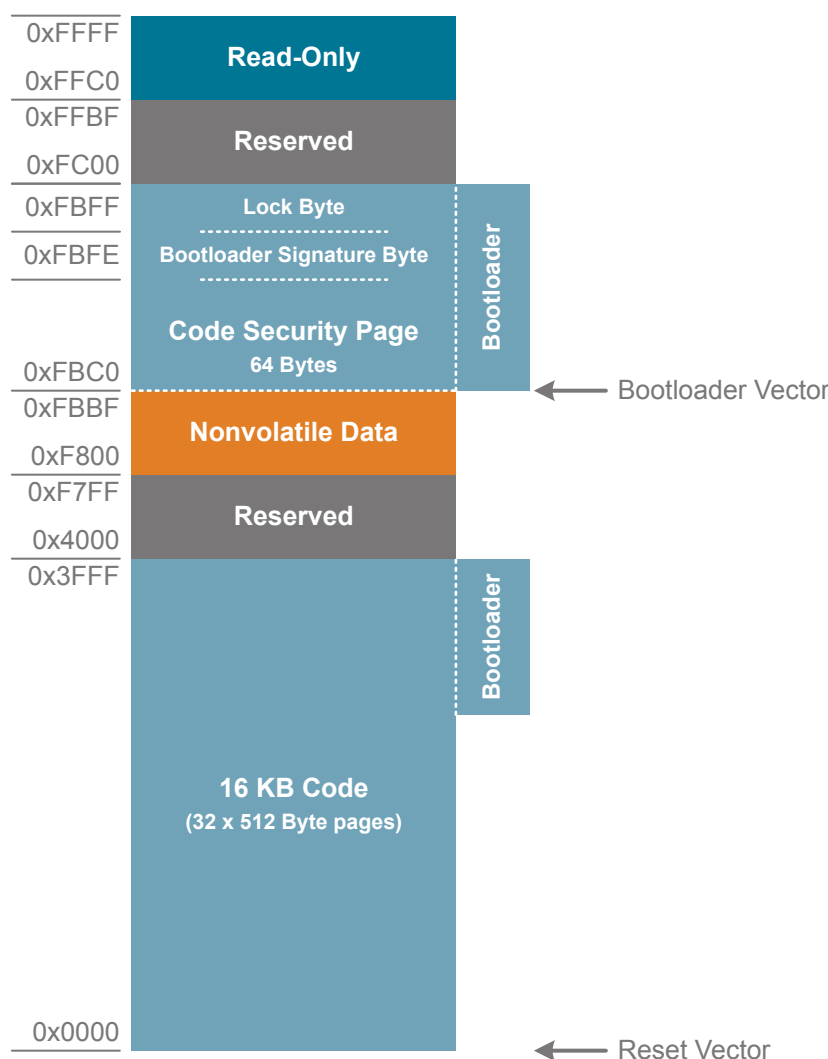 0xFFFF
Read-Only
0xFFC0
0xFFBF
Reserved
0xFC00
0xFBFF
Lock Byte
0xFBFE
Bootloader Signature Byte
Bootloader
Code Security Page
64 Bytes
0xFBC0
Bootloader Vector
0xFBBF
Nonvolatile Data
0xF800
0xF7FF
Reserved
0x4000
0x3FFF
Bootloader
16 KB Code
(32 x 512 Byte pages)
0x0000
Reset Vector